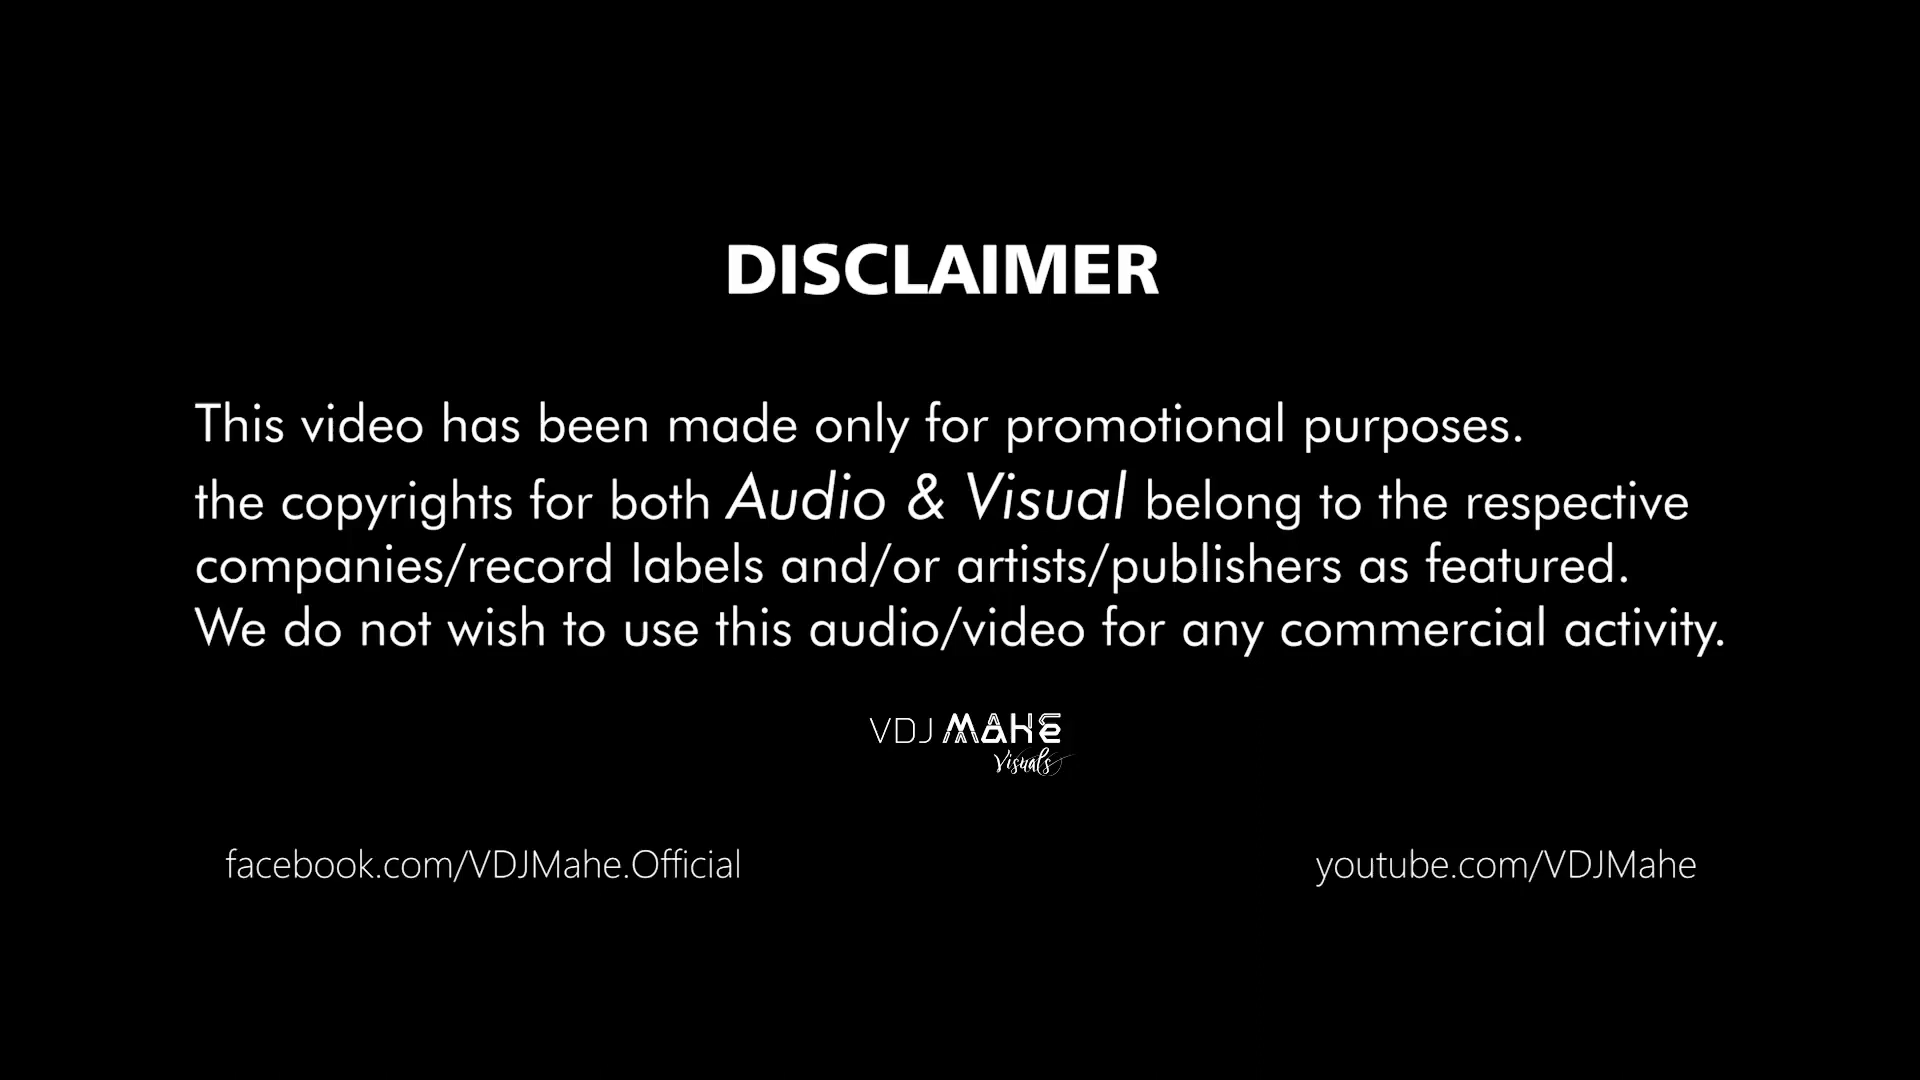 DISCLAIMER
This video has been made only for promotional purposes.
the copyrights for both Audio & Visual belong to the respective
companies/record labels and/or artists/publishers as featured.
We do not wish to use this audio/video for any commercial activity.
VDJ MAHE
Visuals
facebook.com/VDJMahe.Official
youtube.com/VDJMahe